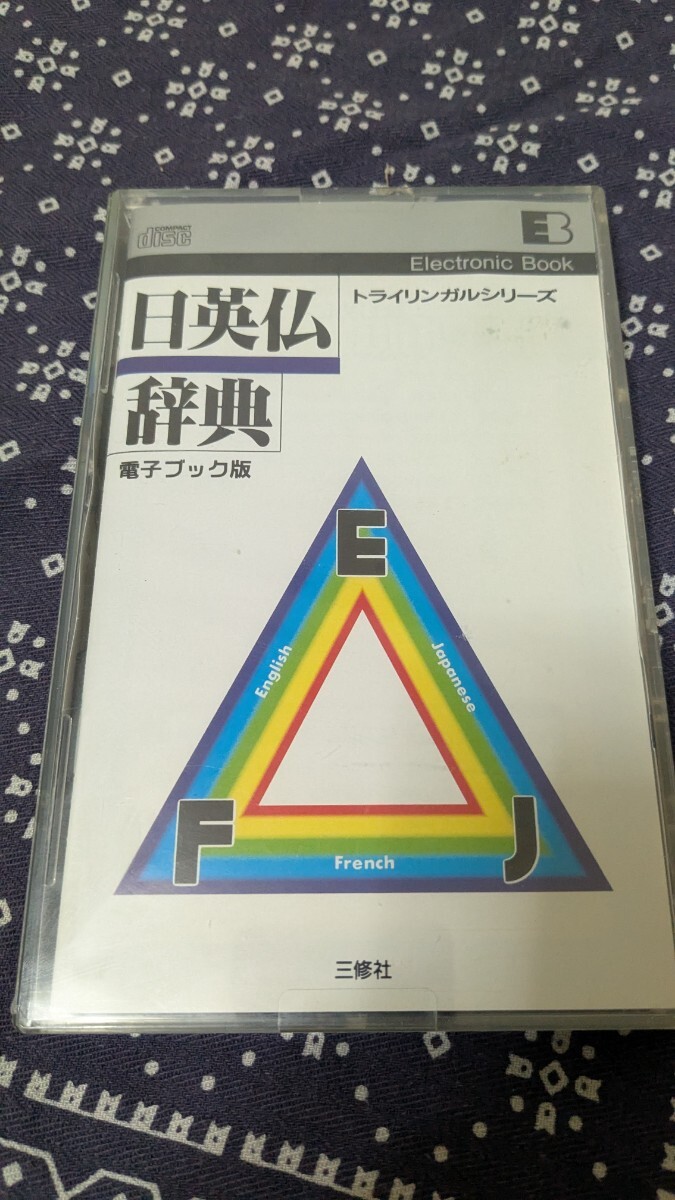 COMPACT
disc
EB
Electronic Book
日英仏
トライリンガルシリーズ
辞典
電子ブック版
E
English
Japanese
F
J
French
三修社